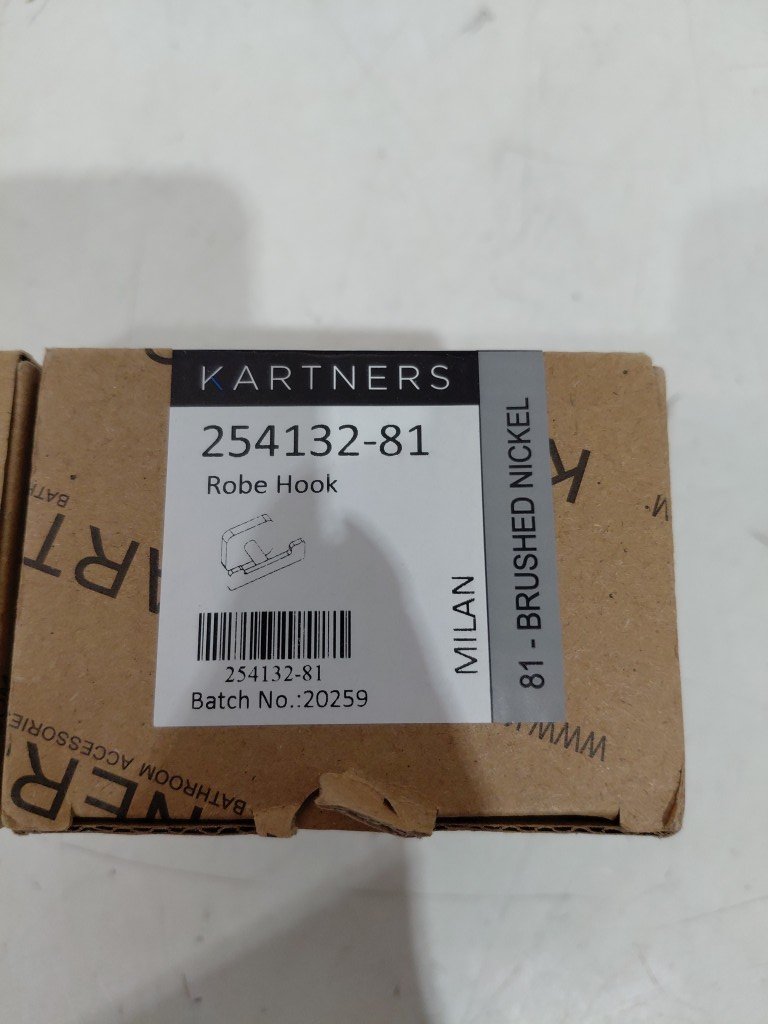 KARTNERS
254132-81
Robe Hook
254132-81
Batch No.:20259
MILAN
81 - BRUSHED NICKEL
BATHROOM ACCESSORIES